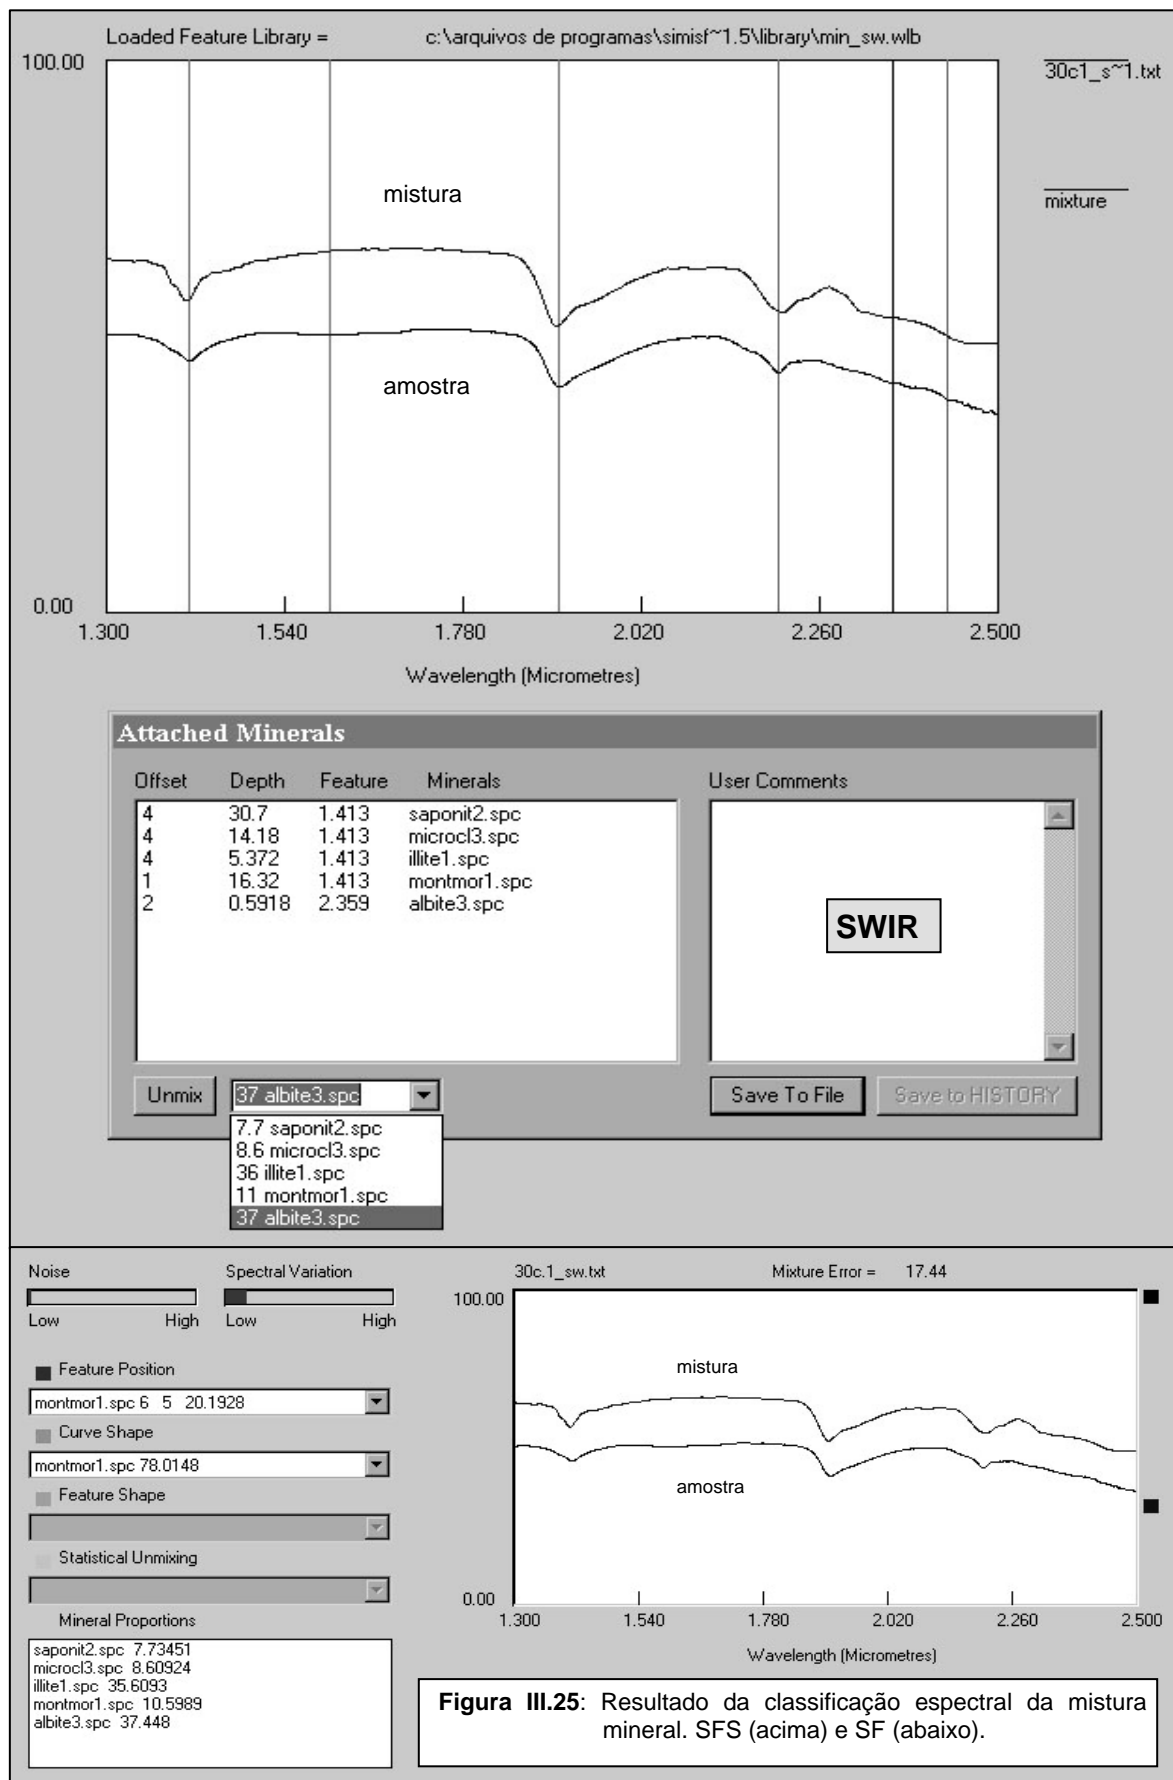 Loaded Feature Library =    c:\arquivos de programas\simisf~1.5\library\min_sw.wlb
100.00
30c1_s~1.txt
mistura
mixture
amostra
0.00
1.300 1.540 1.780 2.020 2.260 2.500
Wavelength (Micrometres)
Attached Minerals
Offset Depth Feature Minerals
4 30.7 1.413 saponit2.spc
4 14.18 1.413 microcl3.spc
4 5.372 1.413 illite1.spc
1 16.32 1.413 montmor1.spc
2 0.5918 2.359 albite3.spc
User Comments
SWIR
Unmix
37 albite3.spc
7.7 saponit2.spc
8.6 microcl3.spc
36 illite1.spc
11 montmor1.spc
37 albite3.spc
Save To File
Save to HISTORY
Noise
Low High
Spectral Variation
Low High
Feature Position
montmor1.spc 6 5 20.1928
Curve Shape
montmor1.spc 78.0148
Feature Shape
Statistical Unmixing
Mineral Proportions
saponit2.spc 7.73451
microcl3.spc 8.60924
illite1.spc 35.6093
montmor1.spc 10.5989
albite3.spc 37.448
30c.1_sw.txt
Mixture Error = 17.44
100.00
mistura
amostra
0.00
1.300 1.540 1.780 2.020 2.260 2.500
Wavelength (Micrometres)
Figura III.25: Resultado da classificação espectral da mistura
mineral. SFS (acima) e SF (abaixo).